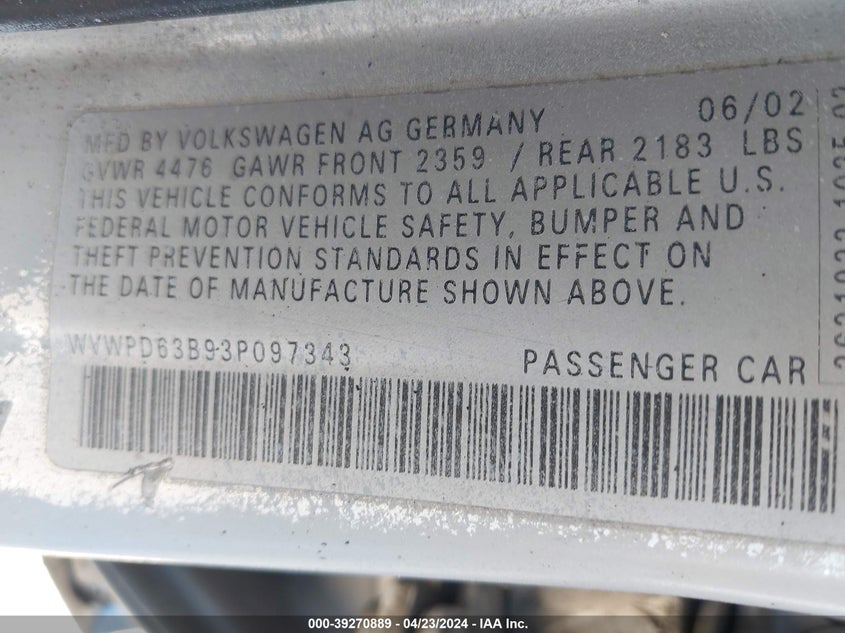 06/02
MFD BY VOLKSWAGEN AG GERMANY
GVWR 4476 GAWR FRONT 2359 / REAR 2183 LBS
THIS VEHICLE CONFORMS TO ALL APPLICABLE U.S.
FEDERAL MOTOR VEHICLE SAFETY, BUMPER AND
THEFT PREVENTION STANDARDS IN EFFECT ON
THE DATE OF MANUFACTURE SHOWN ABOVE.
WVWPD63B93P097343 PASSENGER CAR
000-39270889 - 04/23/2024 - IAA Inc.